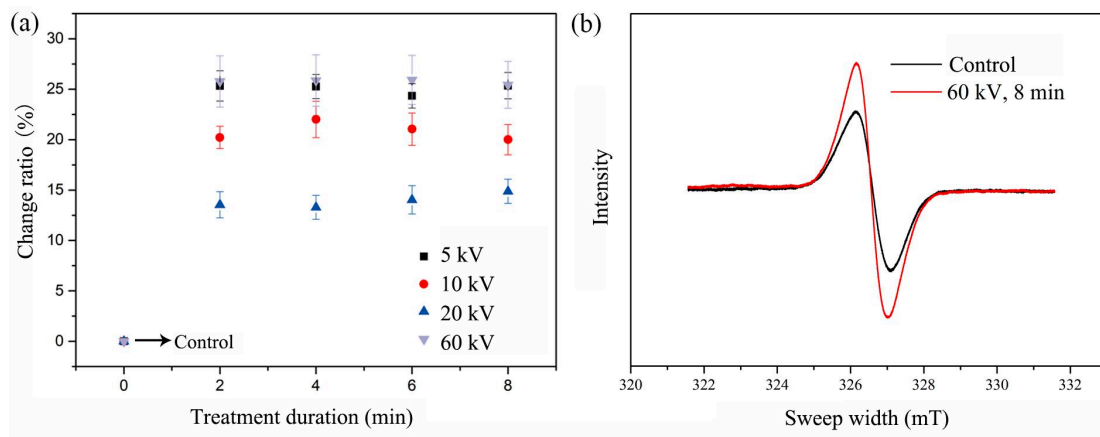 (a)
30
25
20
15
10
5
0
Change ratio (%)
Control
5 kV
10 kV
20 kV
60 kV
0 2 4 6 8
Treatment duration (min)
(b)
Control
60 kV, 8 min
Intensity
320 322 324 326 328 330 332
Sweep width (mT)